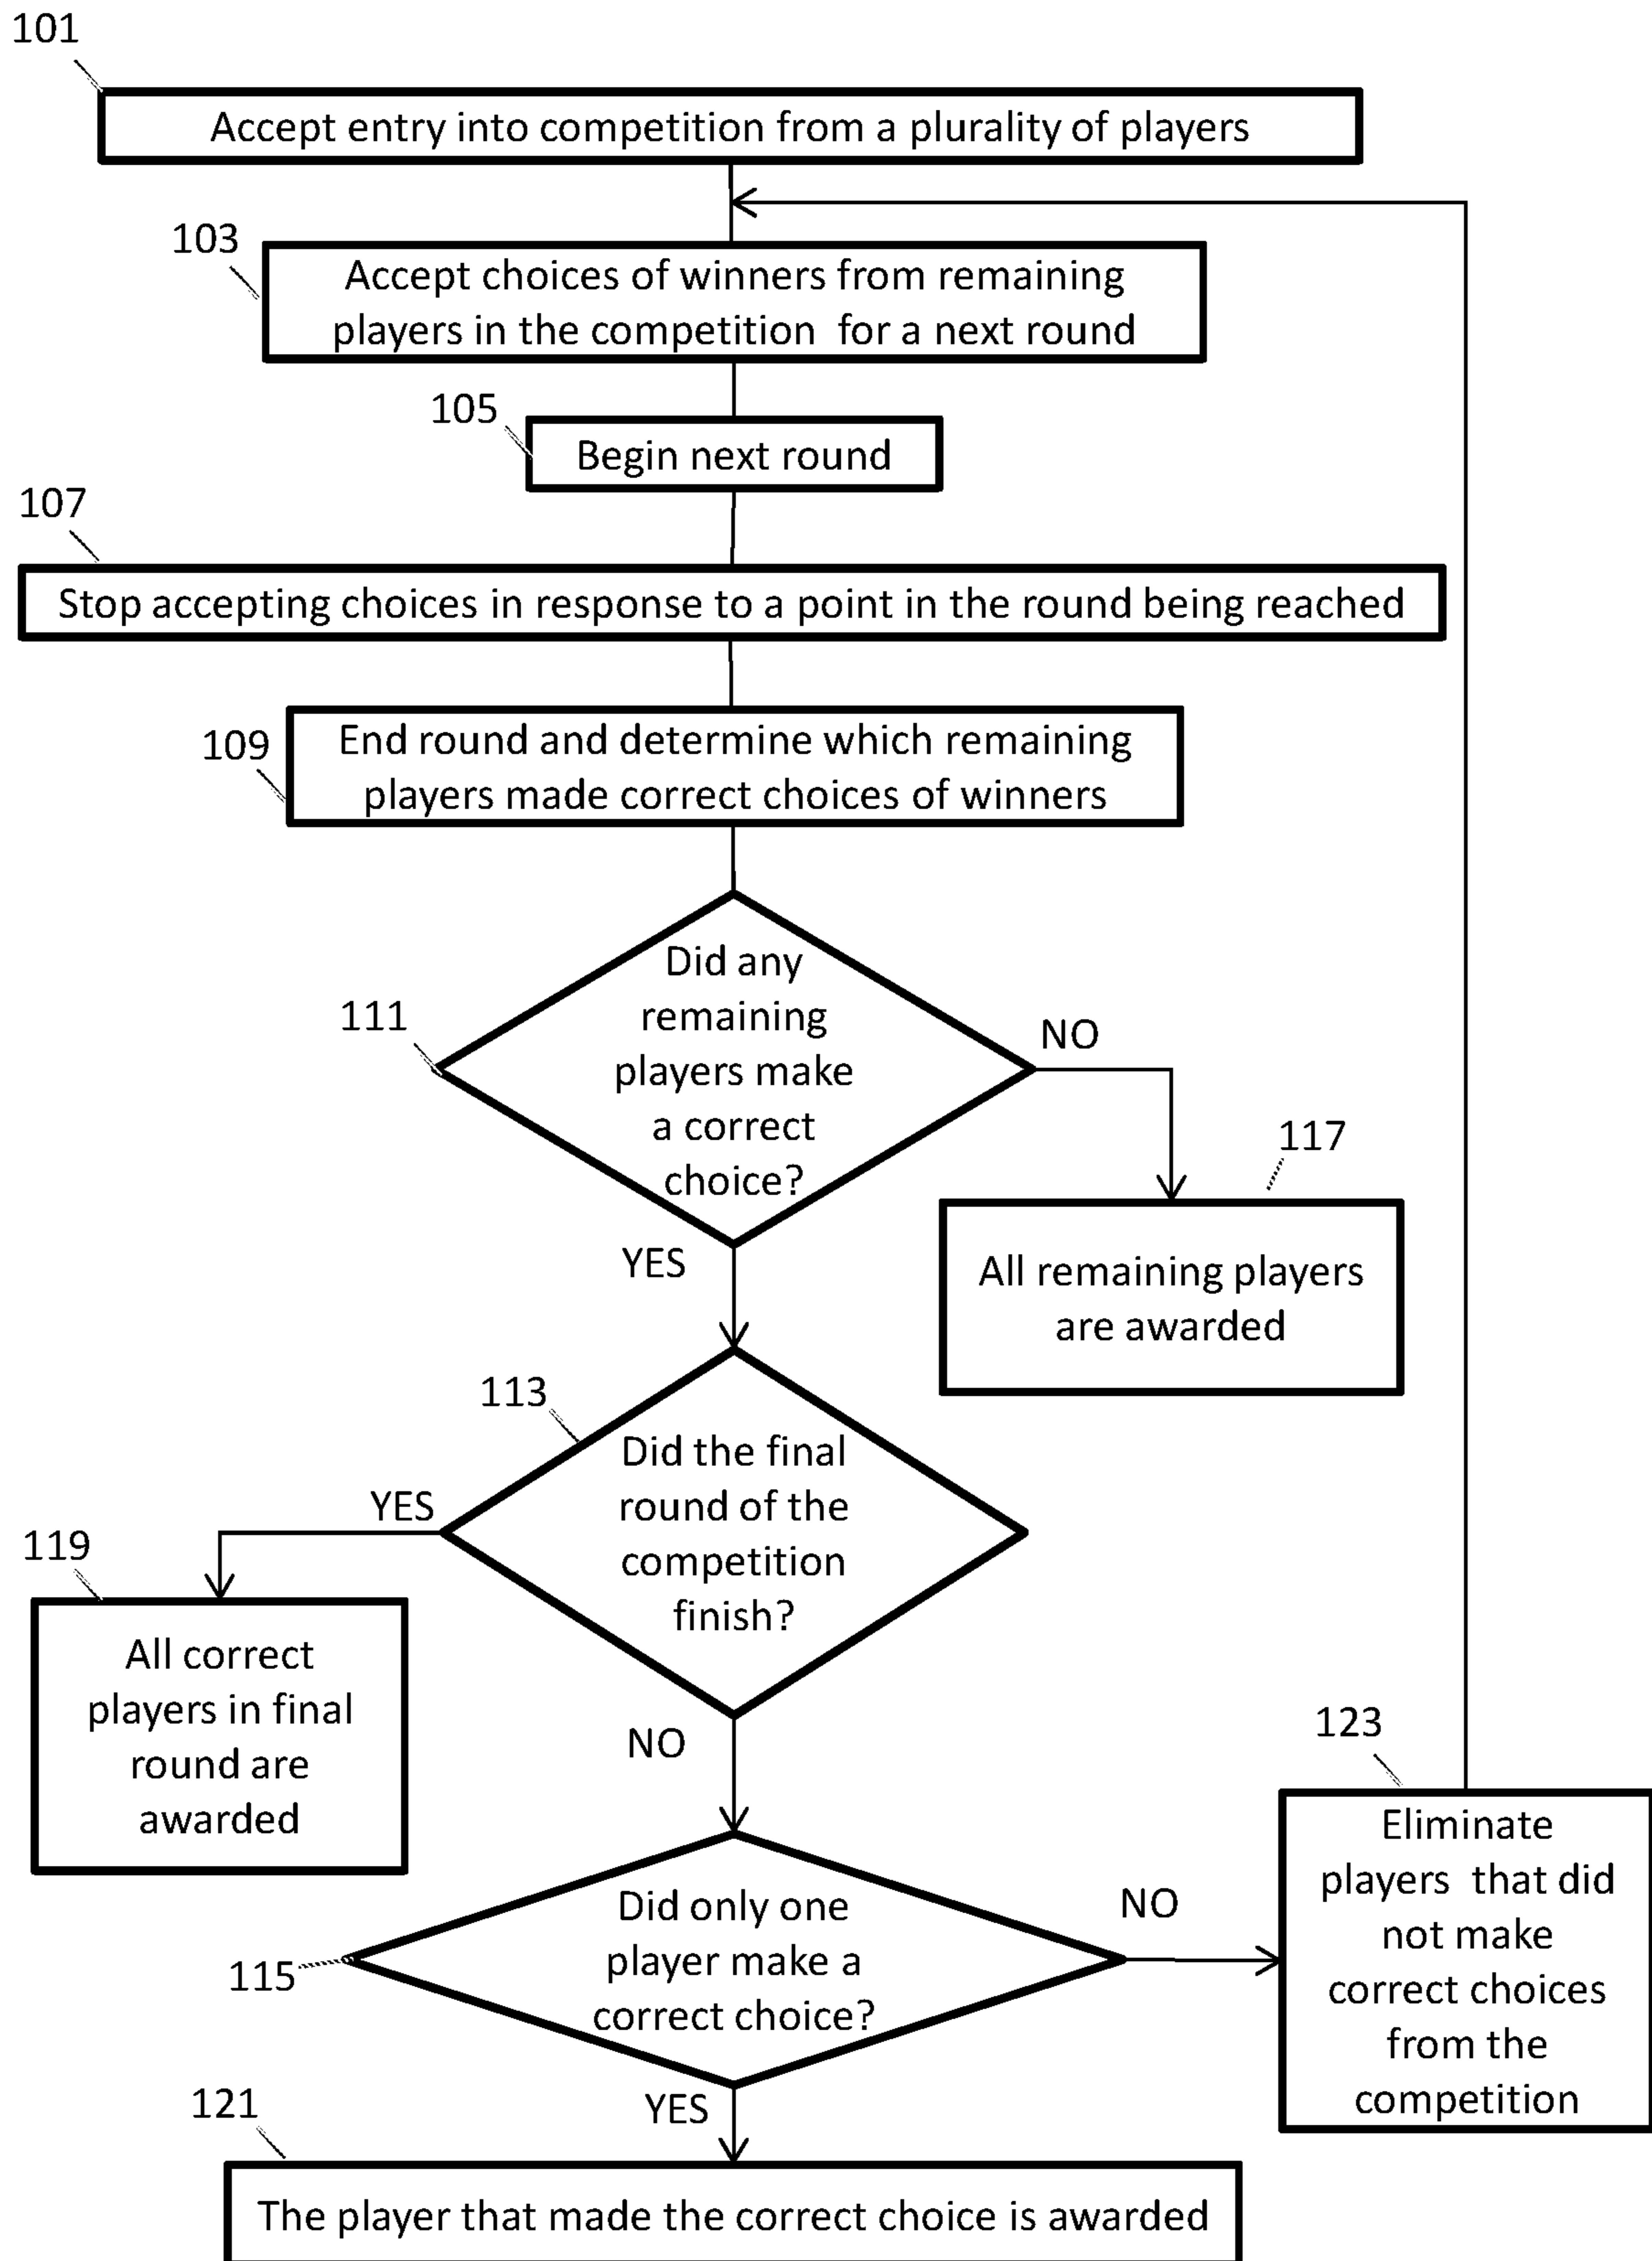 101
Accept entry into competition from a plurality of players
103
Accept choices of winners from remaining
players in the competition for a next round
105
Begin next round
107
Stop accepting choices in response to a point in the round being reached
109
End round and determine which remaining
players made correct choices of winners
111
Did any
remaining
players make
a correct
choice?
NO
YES
117
All remaining players
are awarded
113
Did the final
round of the
competition
finish?
YES
119
All correct
players in final
round are
awarded
NO
115
Did only one
player make a
correct choice?
NO
123
Eliminate
players that did
not make
correct choices
from the
competition
YES
121
The player that made the correct choice is awarded